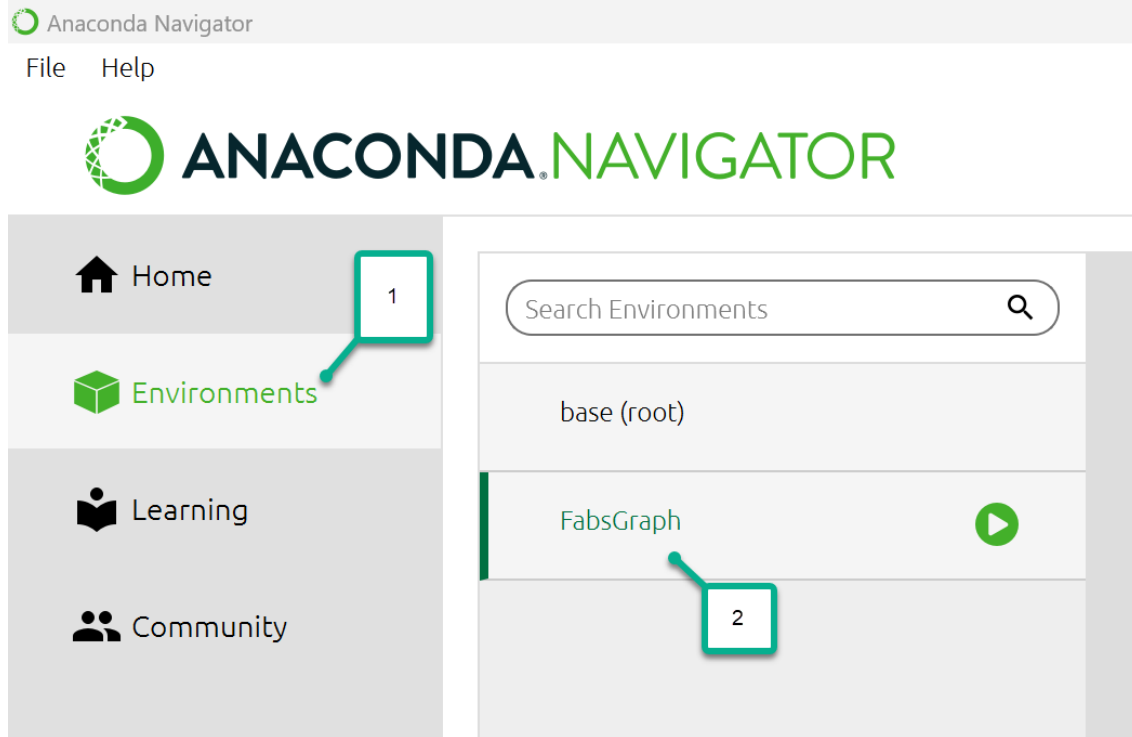 Anaconda Navigator
File Help
ANACONDA.NAVIGATOR
Home
1
Search Environments
Environments
base (root)
Learning
FabsGraph
2
Community